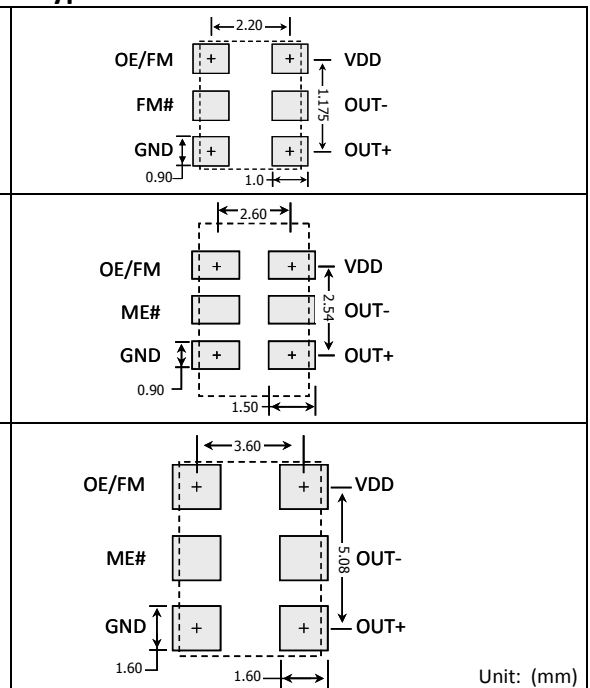 2.20
OE/FM VDD
1.175
FM# OUT-
GND OUT+
0.90 1.0
2.60
OE/FM VDD
2.54
ME# OUT-
GND OUT+
0.90
1.50
3.60
OE/FM VDD
ME# 5.08 OUT-
GND OUT+
1.60 1.60 Unit: (mm)